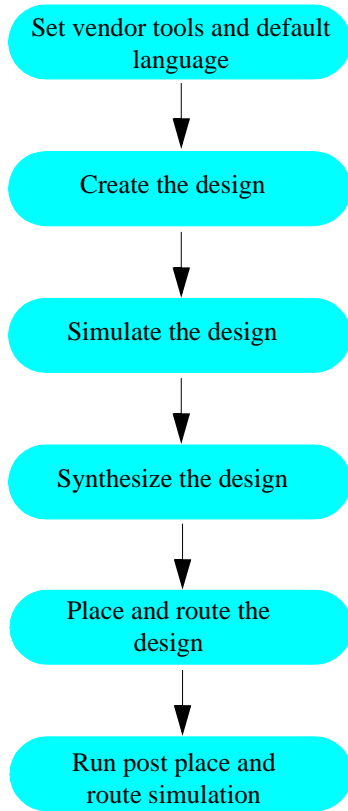 Set vendor tools and default
language
Create the design
Simulate the design
Synthesize the design
Place and route the
design
Run post place and
route simulation